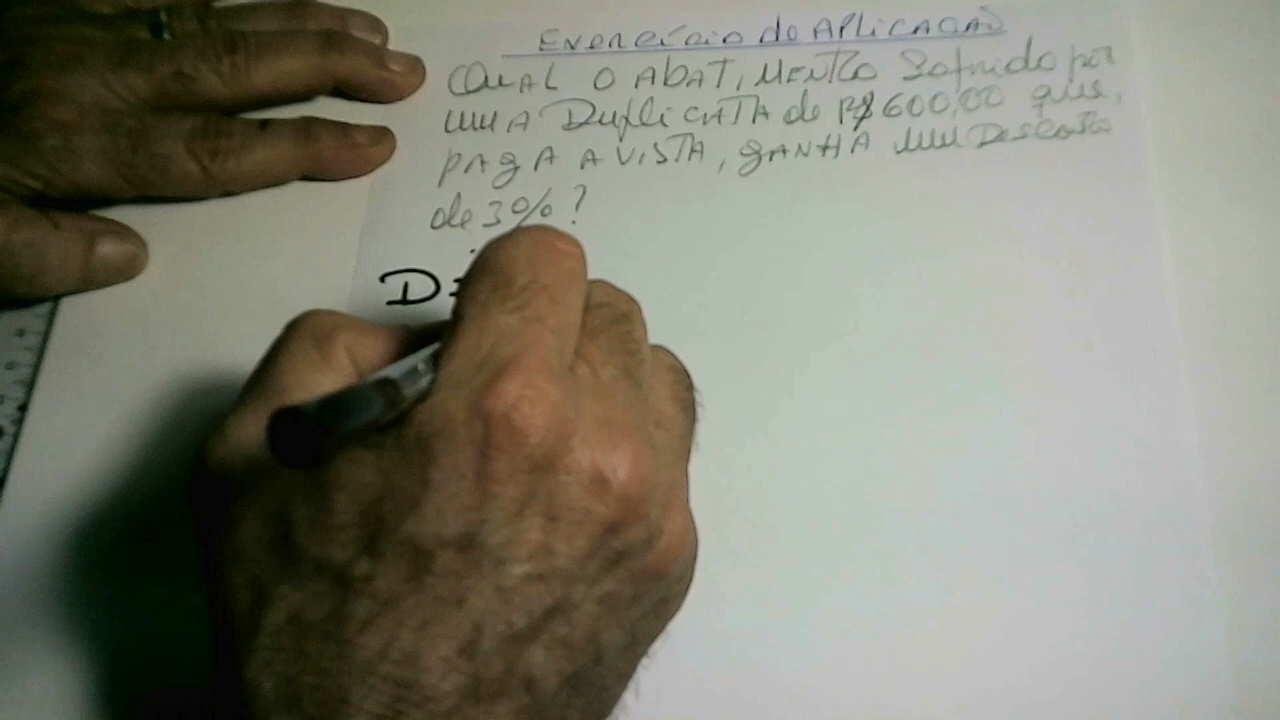 Exercício de APlicAçÃo
QUAL O AbATiMENTO Sofrido por
uMA DupliCATA de R$600,00 que,
pAgA A VISTA, gANHA uM Desconto
de 3%?
D